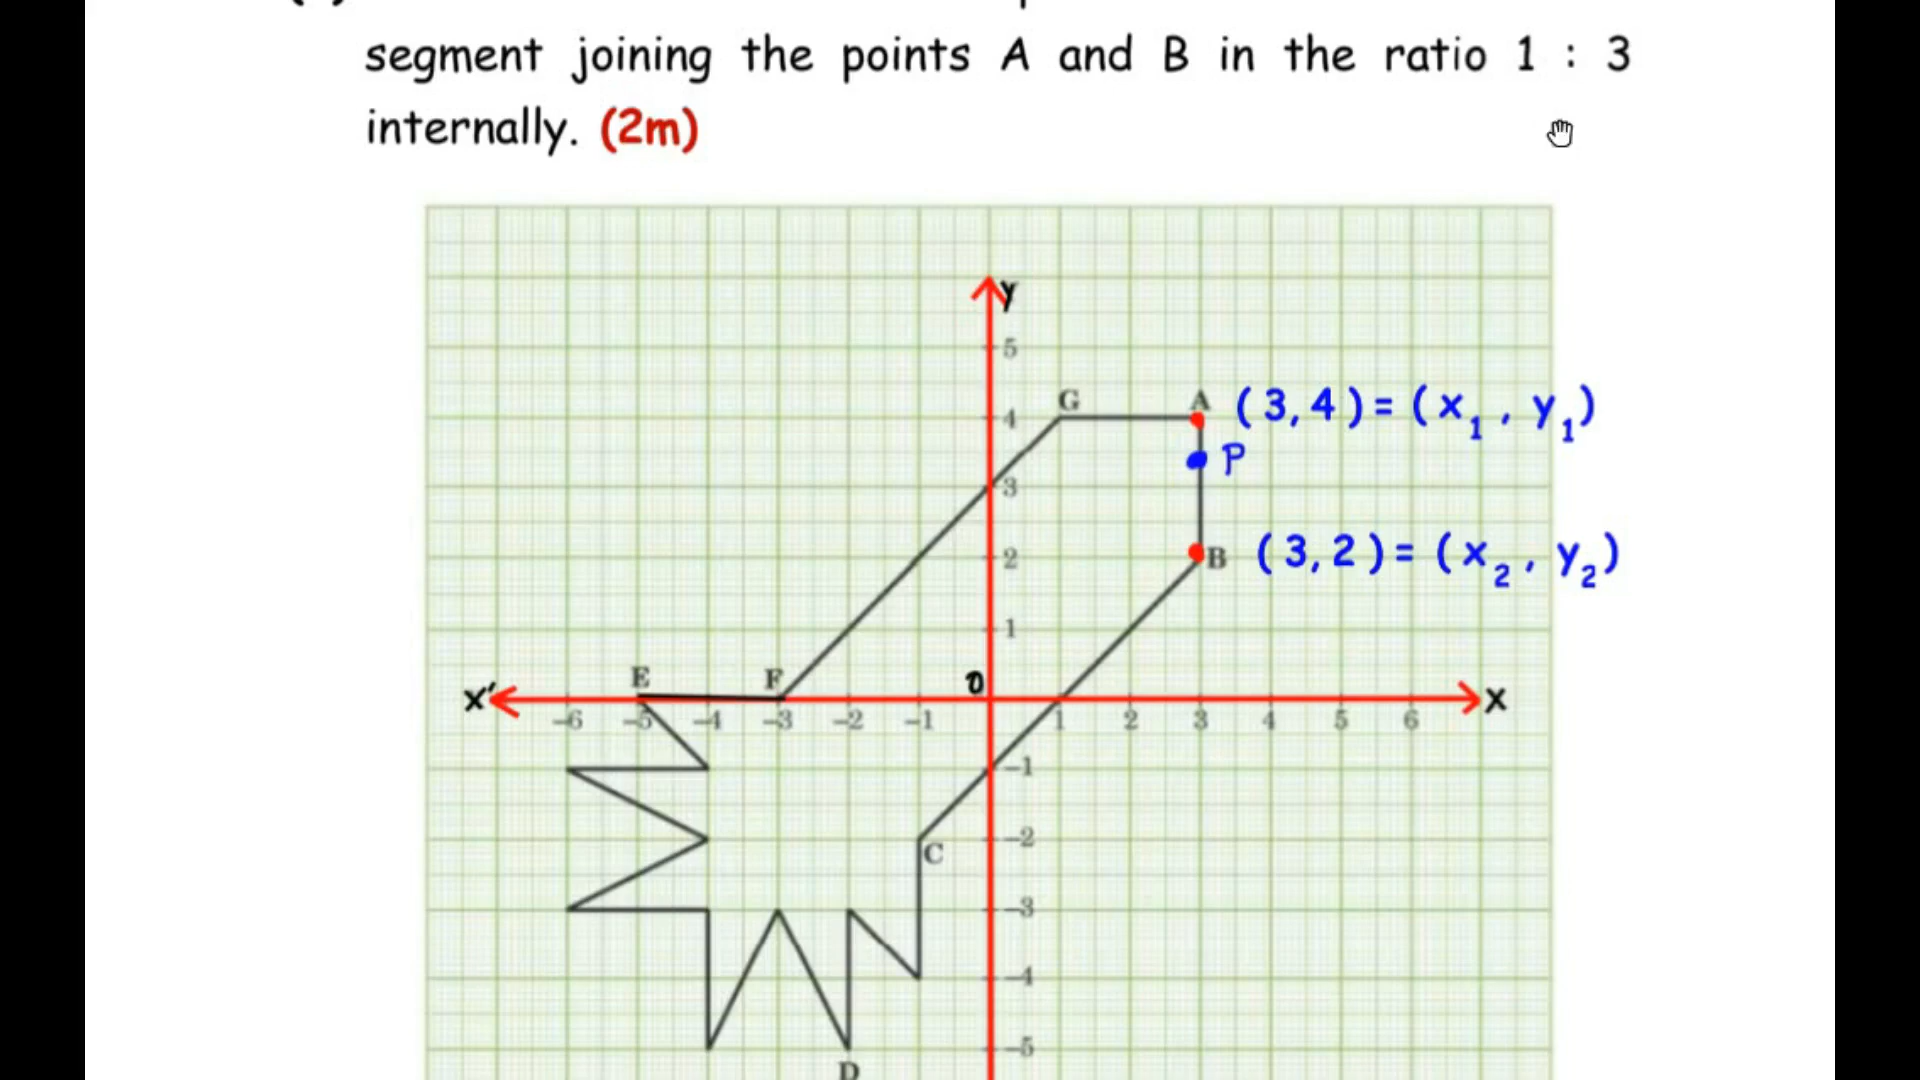 segment joining the points A and B in the ratio 1 : 3
internally. (2m)
y
5
G
A (3,4) = (x1, y1)
4
P
3
B (3,2) = (x2, y2)
2
1
E
F
O
X'
X
-6 -5 -4 -3 -2 -1 1 2 3 4 5 6
-1
-2
C
-3
-4
-5
D